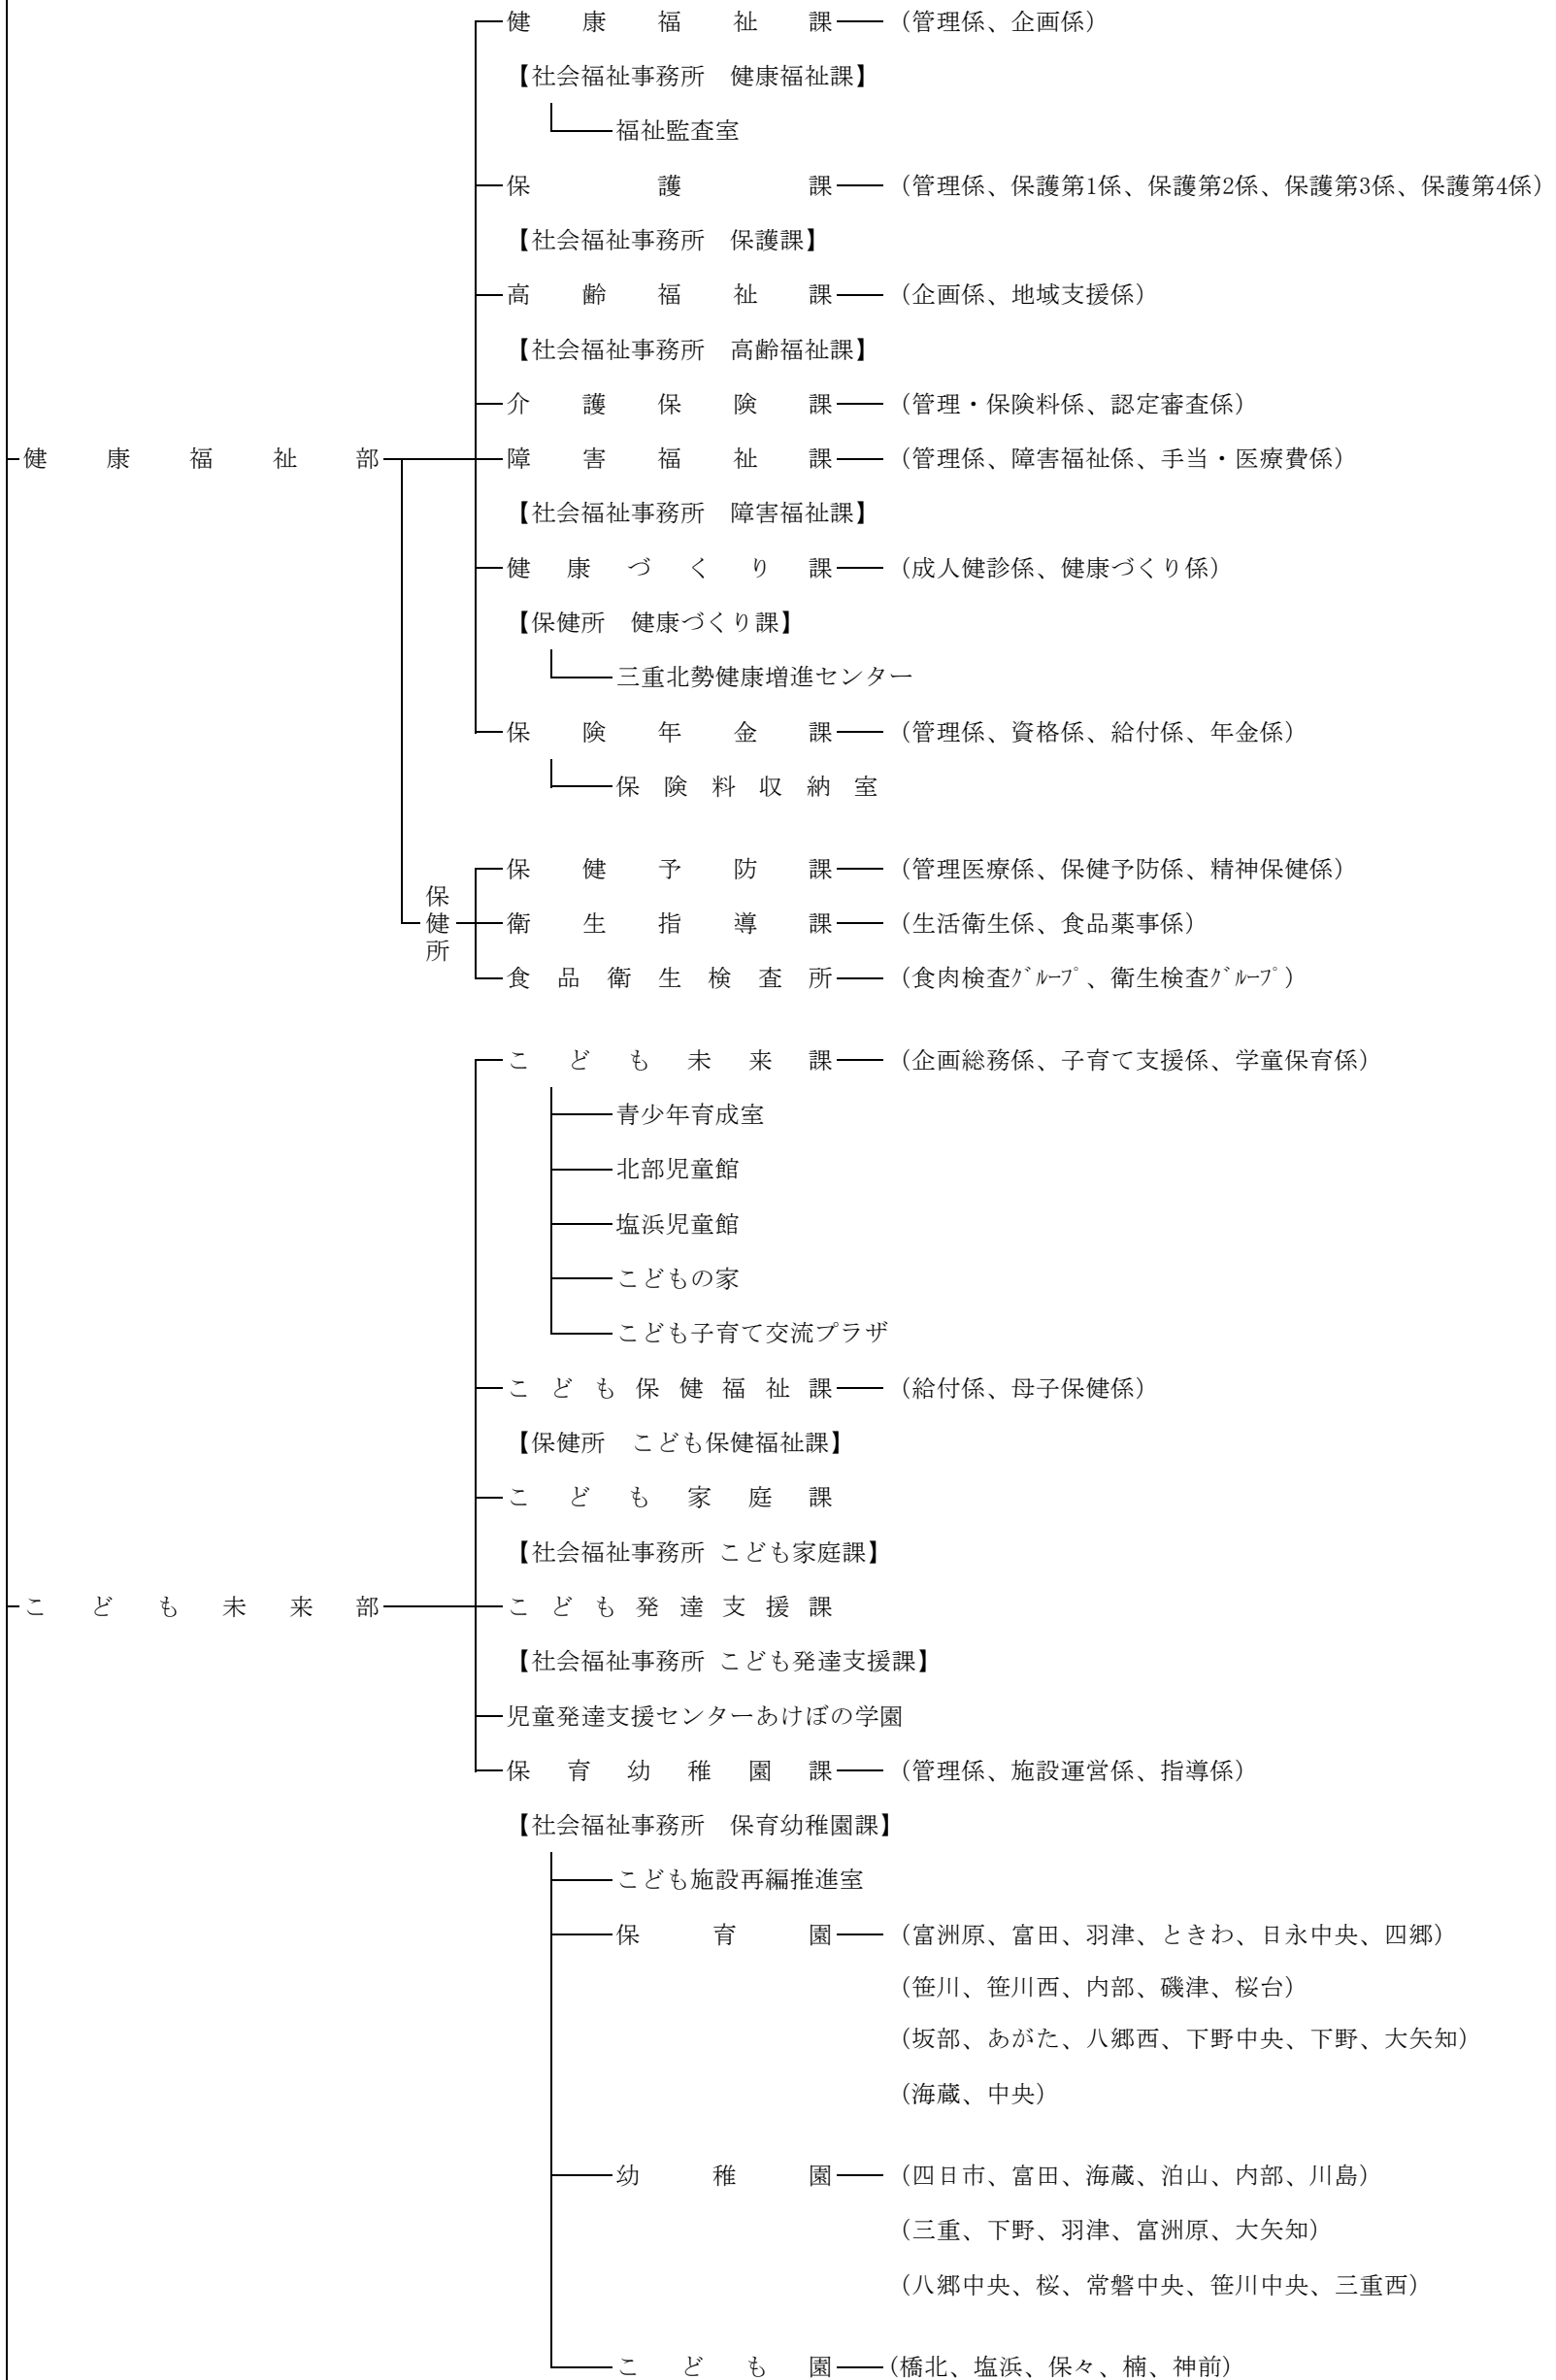 健康福祉課 (管理係、企画係)
【社会福祉事務所　健康福祉課】
福祉監査室
保護課 (管理係、保護第1係、保護第2係、保護第3係、保護第4係)
【社会福祉事務所　保護課】
高齢福祉課 (企画係、地域支援係)
【社会福祉事務所　高齢福祉課】
介護保険課 (管理・保険料係、認定審査係)
健康福祉部 障害福祉課 (管理係、障害福祉係、手当・医療費係)
【社会福祉事務所　障害福祉課】
健康づくり課 (成人健診係、健康づくり係)
【保健所　健康づくり課】
三重北勢健康増進センター
保険年金課 (管理係、資格係、給付係、年金係)
保険料収納室
保健予防課 (管理医療係、保健予防係、精神保健係)
保健所 衛生指導課 (生活衛生係、食品薬事係)
食品衛生検査所 (食肉検査ｸﾞﾙｰﾌﾟ、衛生検査ｸﾞﾙｰﾌﾟ)
こども未来課 (企画総務係、子育て支援係、学童保育係)
青少年育成室
北部児童館
塩浜児童館
こどもの家
こども子育て交流プラザ
こども保健福祉課 (給付係、母子保健係)
【保健所　こども保健福祉課】
こども家庭課
【社会福祉事務所 こども家庭課】
こども未来部 こども発達支援課
【社会福祉事務所 こども発達支援課】
児童発達支援センターあけぼの学園
保育幼稚園課 (管理係、施設運営係、指導係)
【社会福祉事務所　保育幼稚園課】
こども施設再編推進室
保育園 (富洲原、富田、羽津、ときわ、日永中央、四郷)
(笹川、笹川西、内部、磯津、桜台)
(坂部、あがた、八郷西、下野中央、下野、大矢知)
(海蔵、中央)
幼稚園 (四日市、富田、海蔵、泊山、内部、川島)
(三重、下野、羽津、富洲原、大矢知)
(八郷中央、桜、常磐中央、笹川中央、三重西)
こども園 (橋北、塩浜、保々、楠、神前)